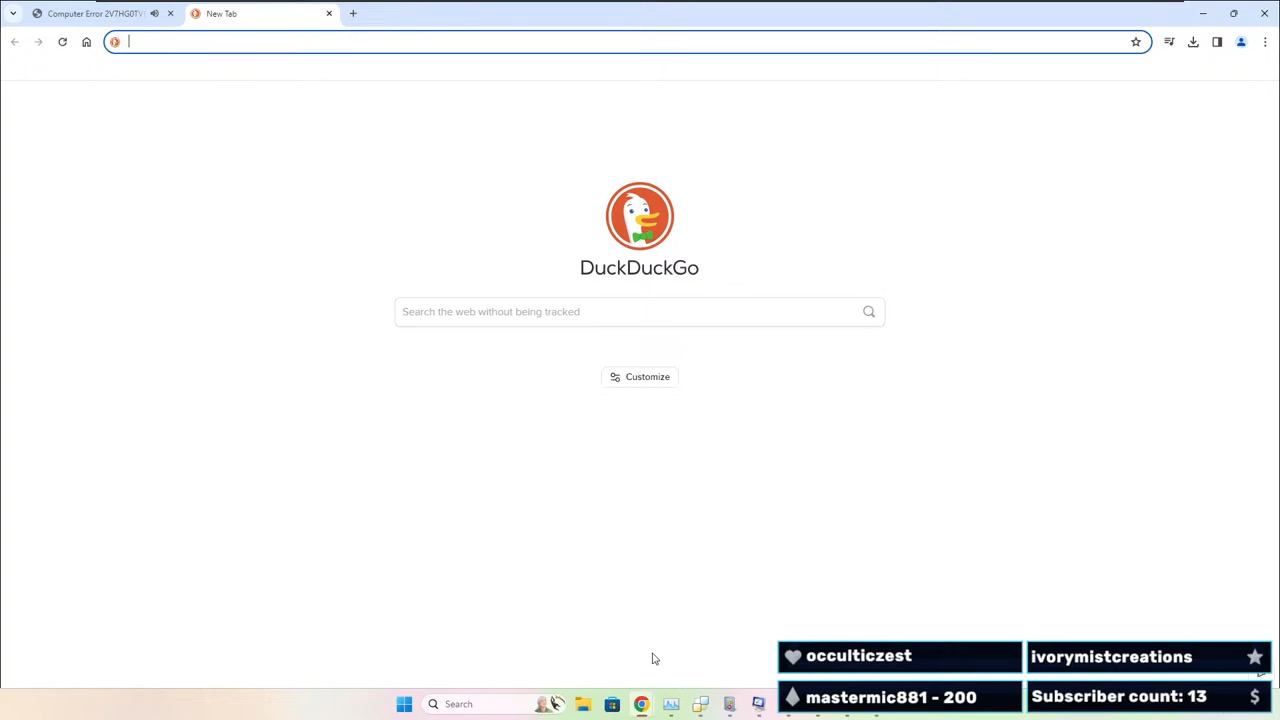 Computer Error 2V7HG0TV
New Tab
DuckDuckGo
Search the web without being tracked
Customize
Search
occulticzest
ivorymistcreations
mastermic881 - 200
Subscriber count: 13
$